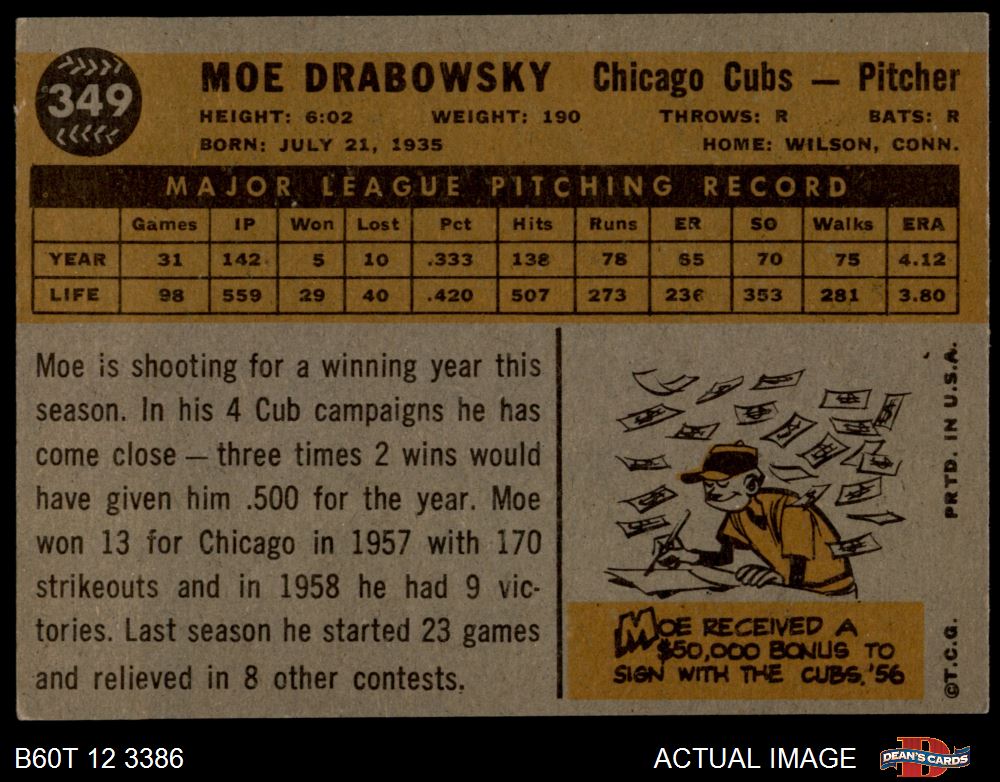 349
MOE DRABOWSKY Chicago Cubs — Pitcher
HEIGHT: 6:02 WEIGHT: 190 THROWS: R BATS: R
BORN: JULY 21, 1935 HOME: WILSON, CONN.
MAJOR LEAGUE PITCHING RECORD
Games IP Won Lost Pct Hits Runs ER SO Walks ERA
YEAR 31 142 5 10 .333 138 78 65 70 75 4.12
LIFE 98 559 29 40 .420 507 273 236 353 281 3.80
Moe is shooting for a winning year this
season. In his 4 Cub campaigns he has
come close — three times 2 wins would
have given him .500 for the year. Moe
won 13 for Chicago in 1957 with 170
strikeouts and in 1958 he had 9 vic-
tories. Last season he started 23 games
and relieved in 8 other contests.
MOE RECEIVED A
$50,000 BONUS TO
SIGN WITH THE CUBS, '56
PRTD. IN U.S.A.
©T.C.G.
B60T 12 3386
ACTUAL IMAGE
D
DEAN'S CARDS